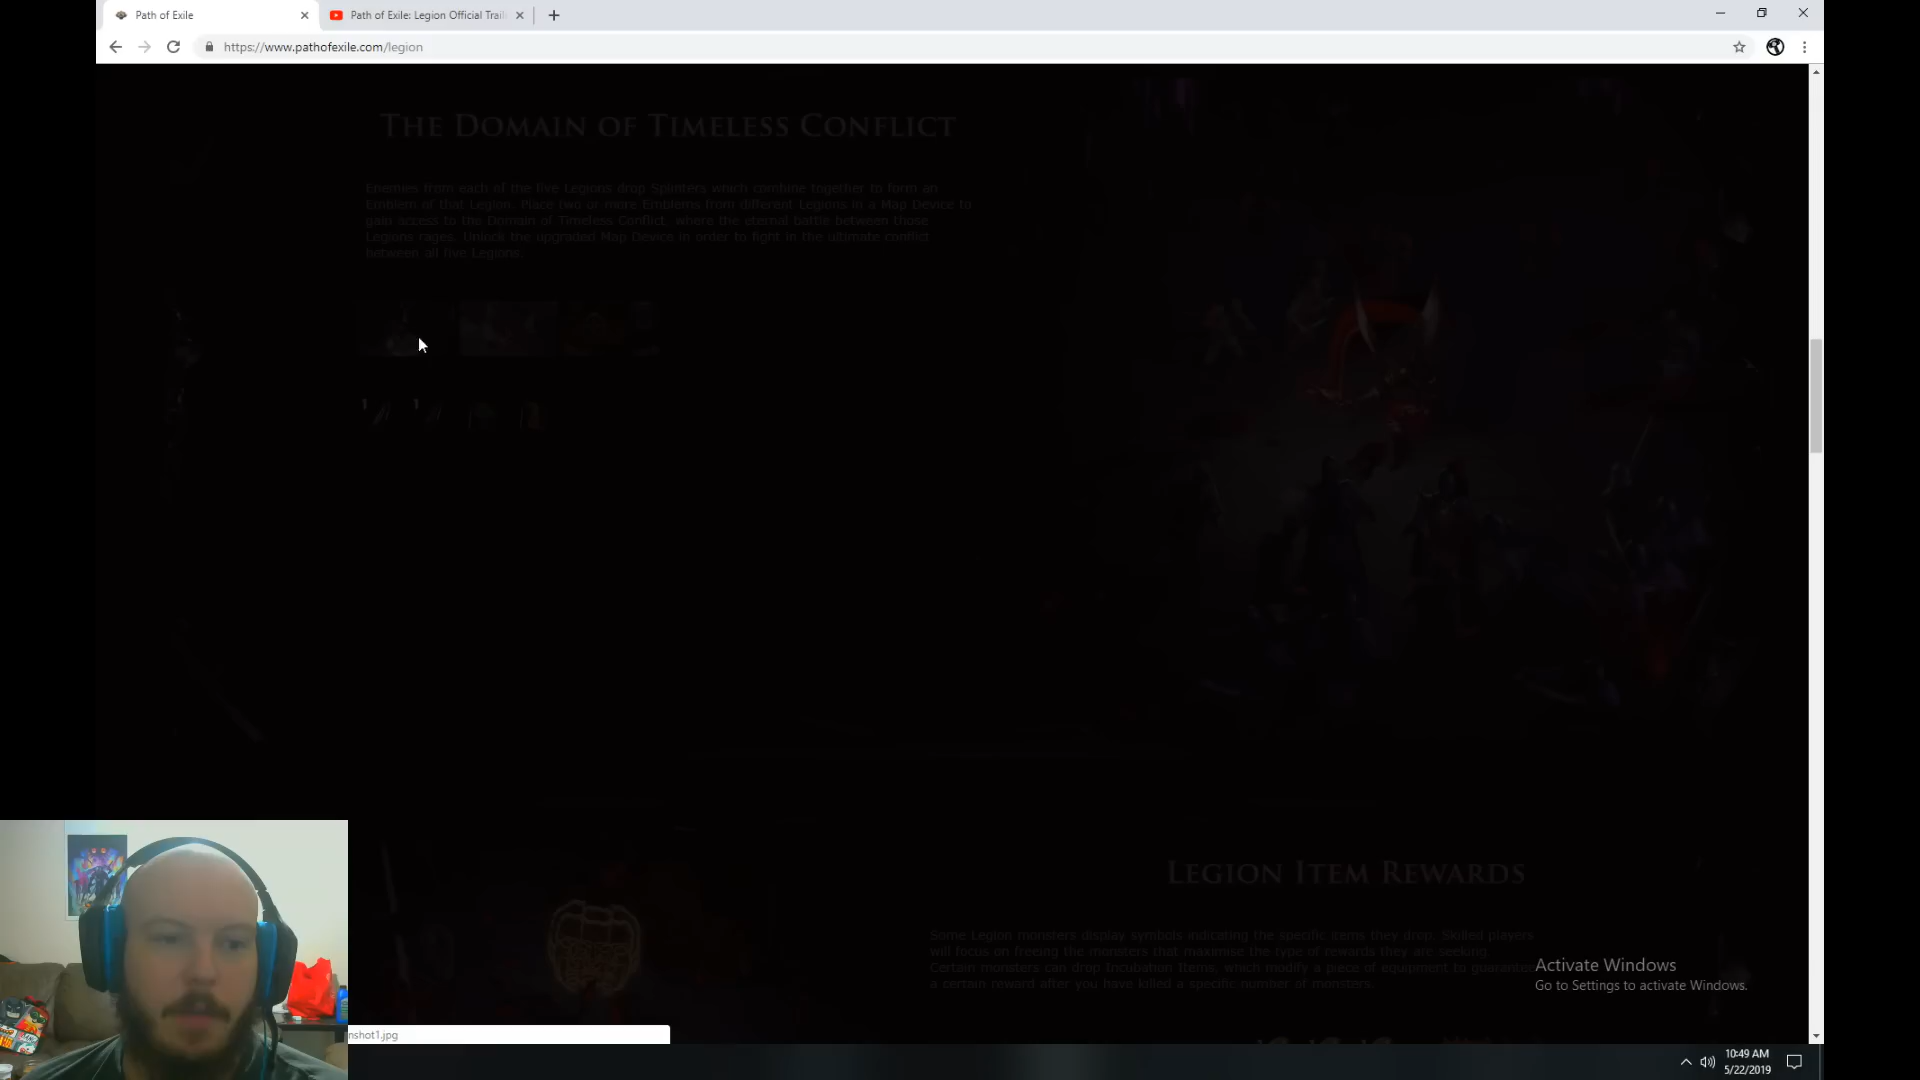 Path of Exile
Path of Exile: Legion Official Trail
https://www.pathofexile.com/legion
The Domain of Timeless Conflict
Enemies from each of the five Legions drop Splinters which combine together to form an
Emblem of that Legion. Place two or more Emblems from different Legions in a Map Device to
gain access to the Domain of Timeless Conflict, where the eternal battle between those
Legions rages. Unlock the upgraded Map Device in order to fight in the ultimate conflict
between all five Legions.
Legion Item Rewards
Some Legion monsters display symbols indicating the specific items they drop. Skilled players
will focus on freeing the monsters that maximise the type of rewards they are seeking.
Certain monsters can drop Incubation Items, which modify a piece of equipment to guarantee
a certain reward after you have killed a specific number of monsters.
Activate Windows
Go to Settings to activate Windows.
nshot1.jpg
10:49 AM
5/22/2019